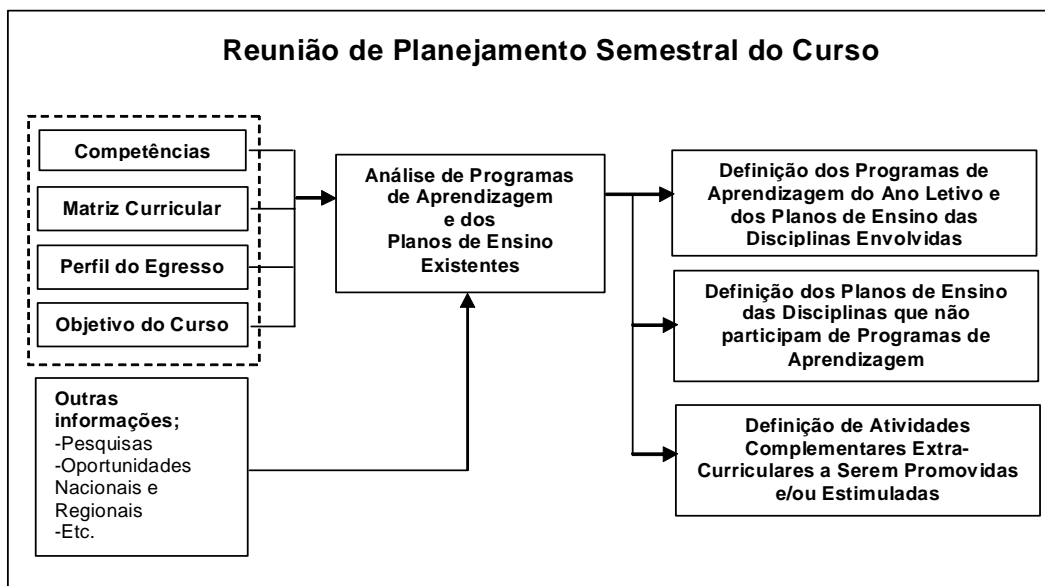 Reunião de Planejamento Semestral do Curso
Competências
Matriz Curricular
Perfil do Egresso
Objetivo do Curso
Outras
informações;
-Pesquisas
-Oportunidades
Nacionais e
Regionais
-Etc.
Análise de Programas
de Aprendizagem
e dos
Planos de Ensino
Existentes
Definição dos Programas de
Aprendizagem do Ano Letivo e
dos Planos de Ensino das
Disciplinas Envolvidas
Definição dos Planos de Ensino
das Disciplinas que não
participam de Programas de
Aprendizagem
Definição de Atividades
Complementares Extra-
Curriculares a Serem Promovidas
e/ou Estimuladas